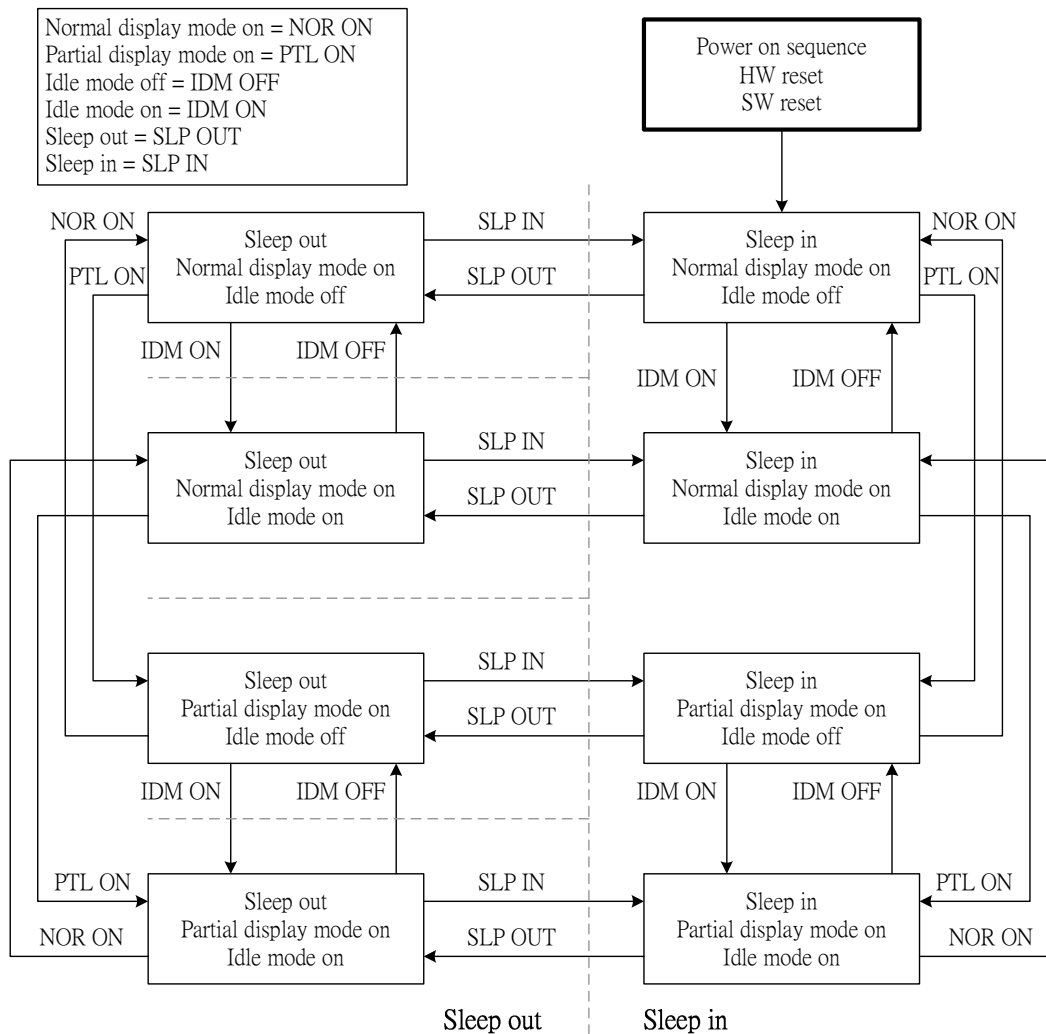 Normal display mode on = NOR ON
Partial display mode on = PTL ON
Idle mode off = IDM OFF
Idle mode on = IDM ON
Sleep out = SLP OUT
Sleep in = SLP IN
Power on sequence
HW reset
SW reset
NOR ON
PTL ON
Sleep out
Normal display mode on
Idle mode off
SLP IN
SLP OUT
Sleep in
Normal display mode on
Idle mode off
NOR ON
PTL ON
IDM ON
IDM OFF
IDM ON
IDM OFF
Sleep out
Normal display mode on
Idle mode on
SLP IN
SLP OUT
Sleep in
Normal display mode on
Idle mode on
Sleep out
Partial display mode on
Idle mode off
SLP IN
SLP OUT
Sleep in
Partial display mode on
Idle mode off
IDM ON
IDM OFF
IDM ON
IDM OFF
PTL ON
NOR ON
Sleep out
Partial display mode on
Idle mode on
SLP IN
SLP OUT
Sleep in
Partial display mode on
Idle mode on
PTL ON
NOR ON
Sleep out
Sleep in